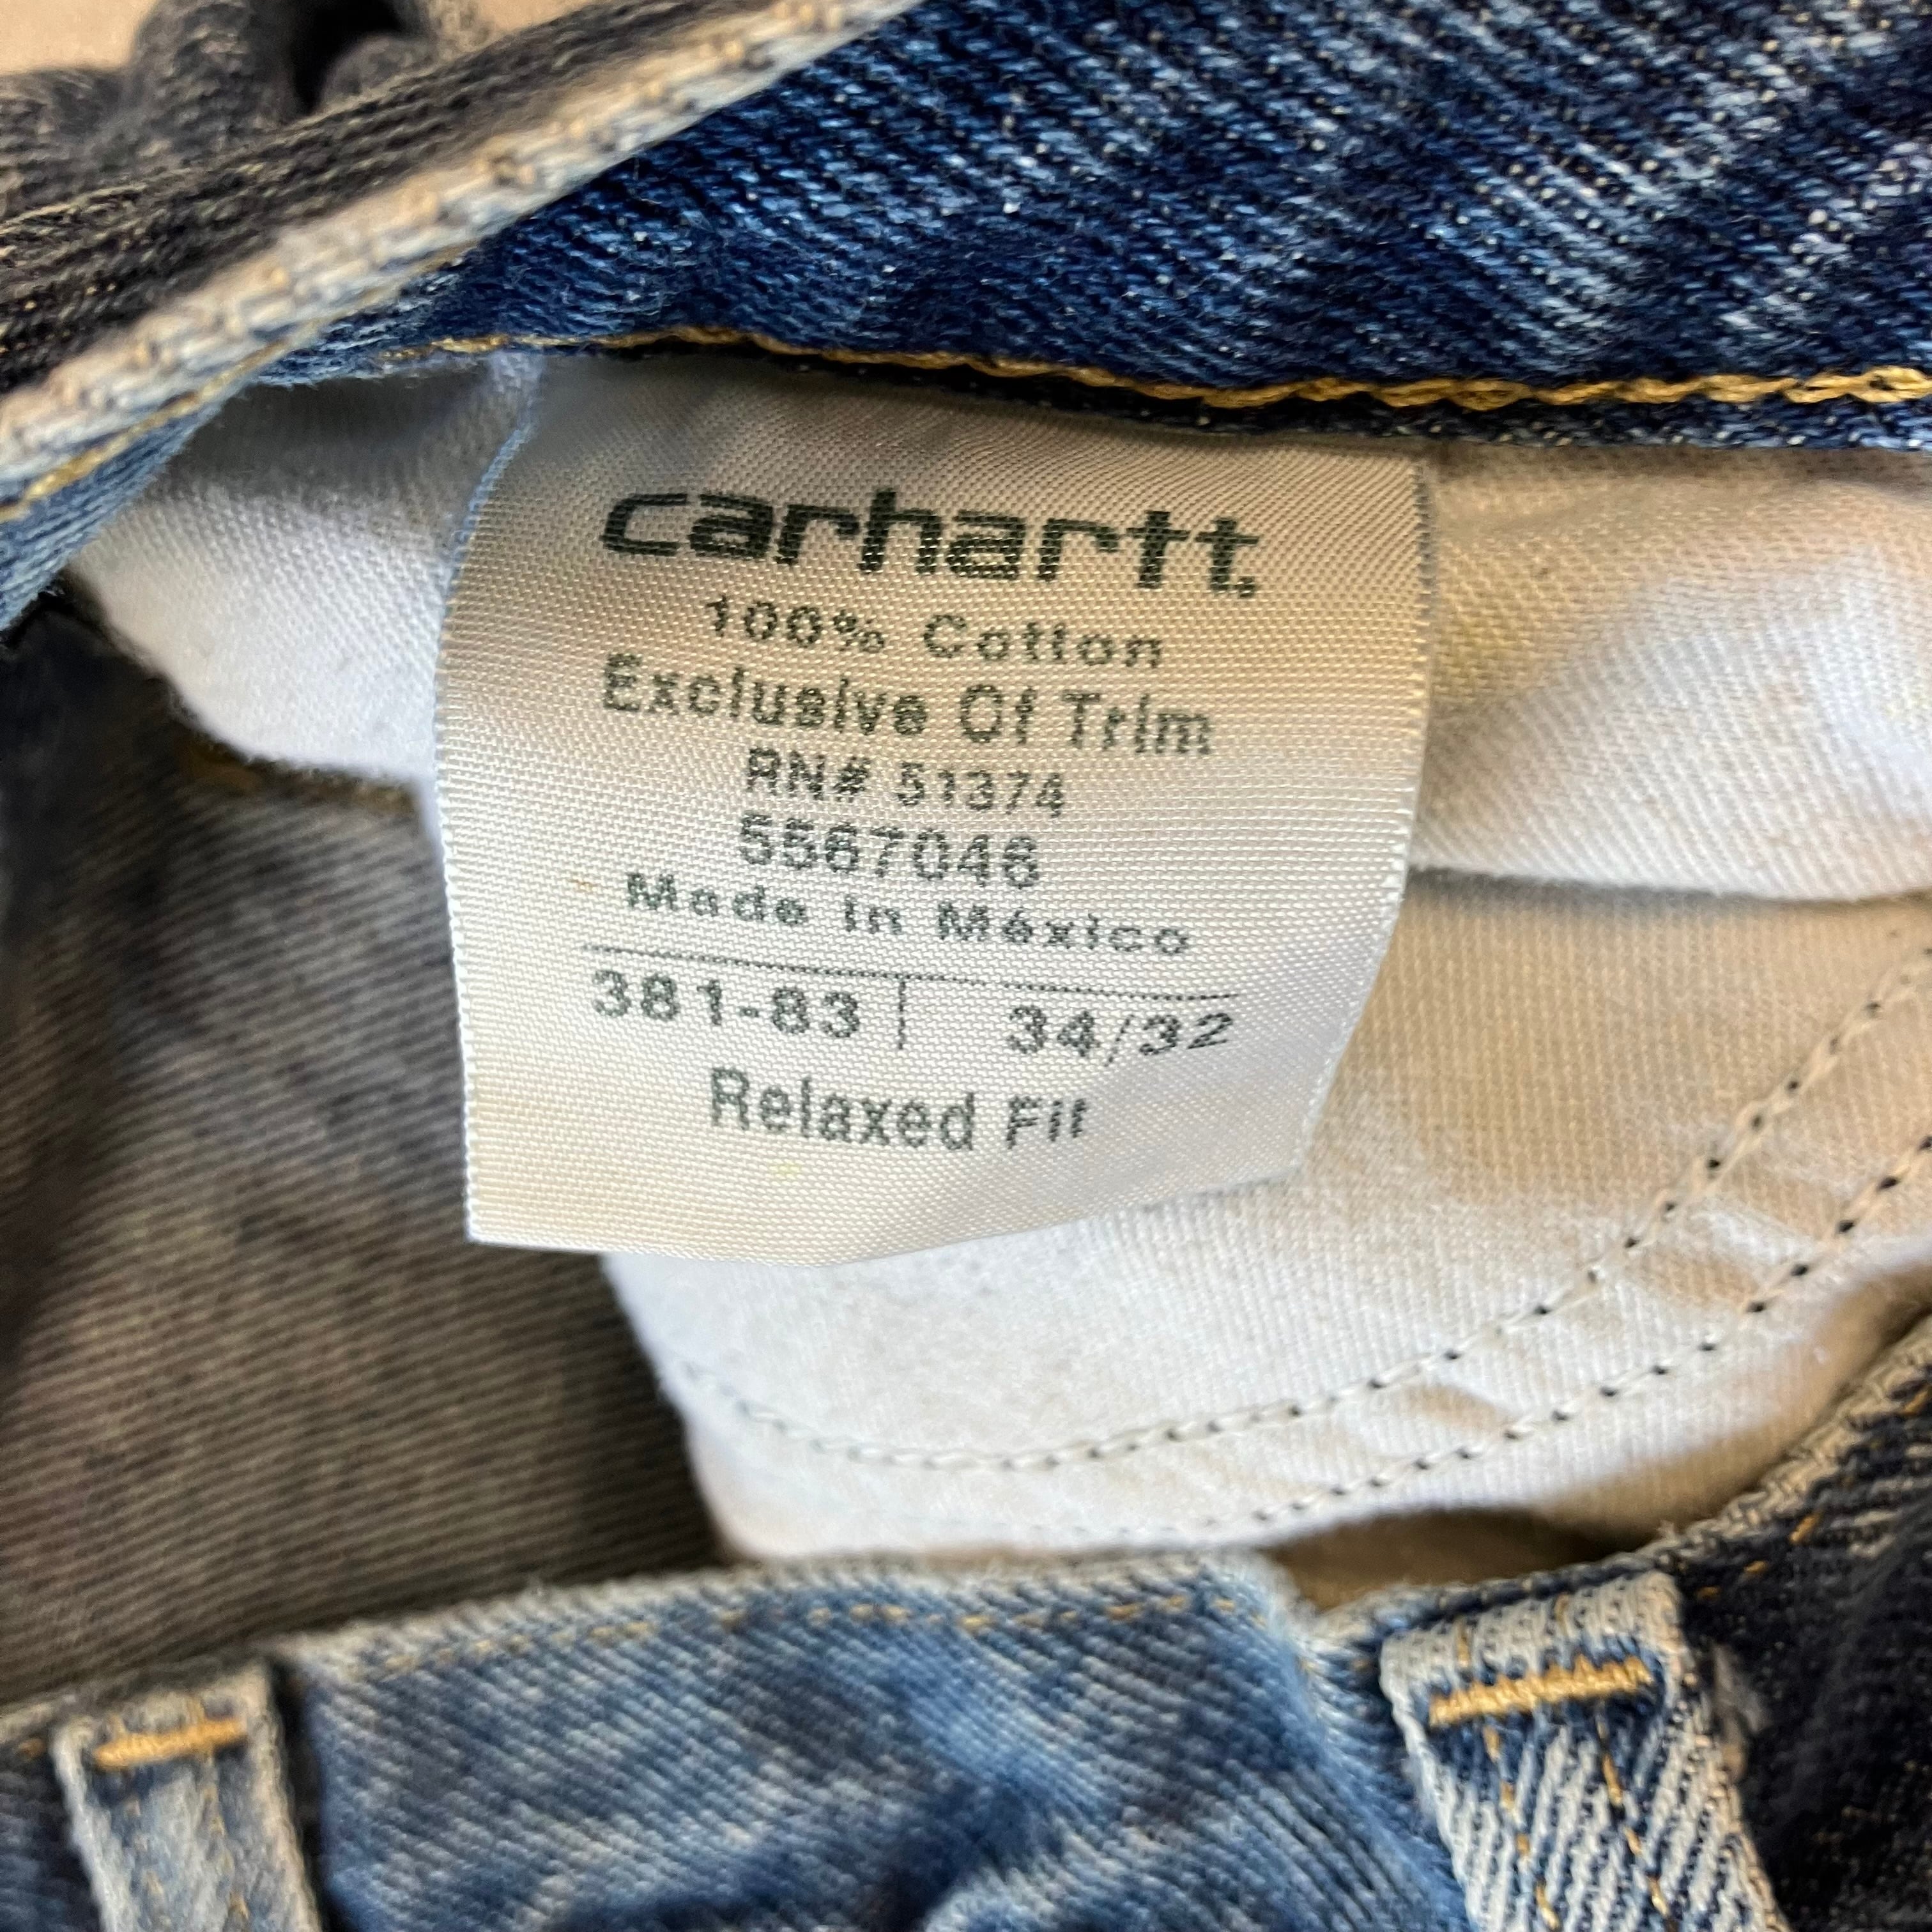 carhartt.
100% Cotton
Exclusive Of Trim
RN# 51374
5567046
Made in México
381-83 | 34/32
Relaxed Fit